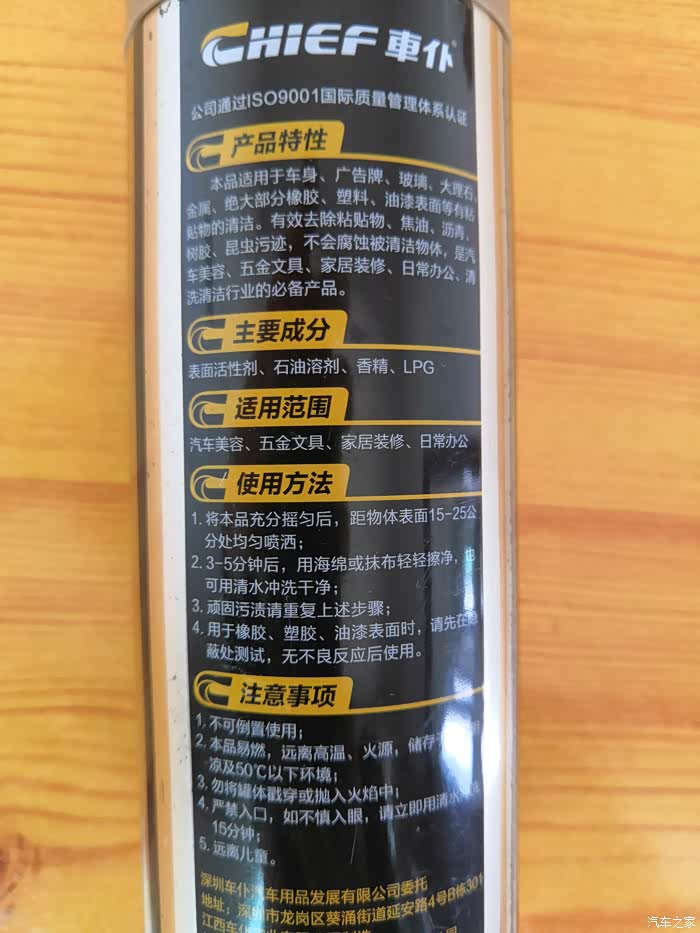 CHIEF 車仆
公司通过ISO9001国际质量管理体系认证
产品特性
本品适用于车身、广告牌、玻璃、大理石、
金属、绝大部分橡胶、塑料、油漆表面等有粘
贴物的清洁。有效去除粘贴物、焦油、沥青、
树胶、昆虫污迹，不会腐蚀被清洁物体，是汽
车美容、五金文具、家居装修、日常办公、清
洗清洁行业的必备产品。
主要成分
表面活性剂、石油溶剂、香精、LPG
适用范围
汽车美容、五金文具、家居装修、日常办公
使用方法
1. 将本品充分摇匀后，距物体表面15-25公
分处均匀喷洒；
2. 3-5分钟后，用海绵或抹布轻轻擦净，也
可用清水冲洗干净；
3. 顽固污渍请重复上述步骤；
4. 用于橡胶、塑胶、油漆表面时，请先在隐
蔽处测试，无不良反应后使用。
注意事项
1. 不可倒置使用；
2. 本品易燃，远离高温、火源，储存于
凉及50℃以下环境；
3. 勿将罐体戳穿或抛入火焰中；
4. 严禁入口，如不慎入眼，请立即用清水
15分钟；
5. 远离儿童。
深圳车仆汽车用品发展有限公司委托
地址：深圳市龙岗区葵涌街道延安路4号B栋301
江西车仆
汽车之家